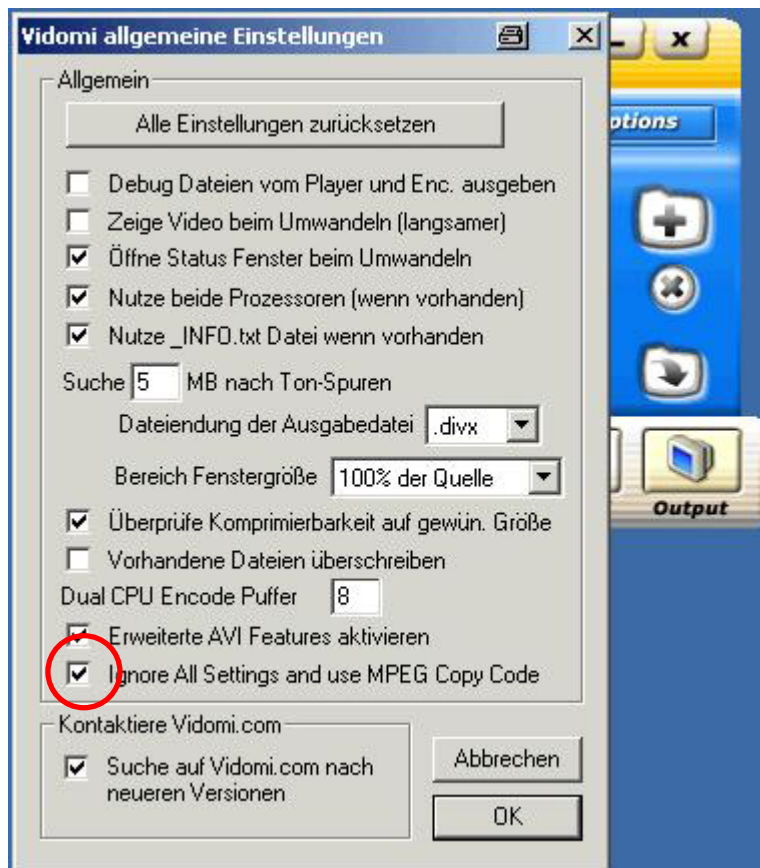 Vidomi allgemeine Einstellungen
Allgemein
Alle Einstellungen zurücksetzen
ptions
Debug Dateien vom Player und Enc. ausgeben
Zeige Video beim Umwandeln (langsamer)
Öffne Status Fenster beim Umwandeln
Nutze beide Prozessoren (wenn vorhanden)
Nutze _INFO.txt Datei wenn vorhanden
Suche 5 MB nach Ton-Spuren
Dateiendung der Ausgabedatei .divx
Bereich Fenstergröße 100% der Quelle
Output
Überprüfe Komprimierbarkeit auf gewün. Größe
Vorhandene Dateien überschreiben
Dual CPU Encode Puffer 8
Erweiterte AVI Features aktivieren
Ignore All Settings and use MPEG Copy Code
Kontaktiere Vidomi.com
Suche auf Vidomi.com nach
neueren Versionen
Abbrechen
OK